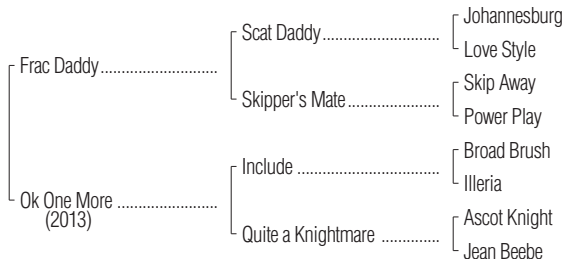 Johannesburg
Scat Daddy
Love Style
Frac Daddy
Skip Away
Skipper's Mate
Power Play
Broad Brush
Include
Illeria
Ok One More
(2013)
Ascot Knight
Quite a Knightmare
Jean Beebe